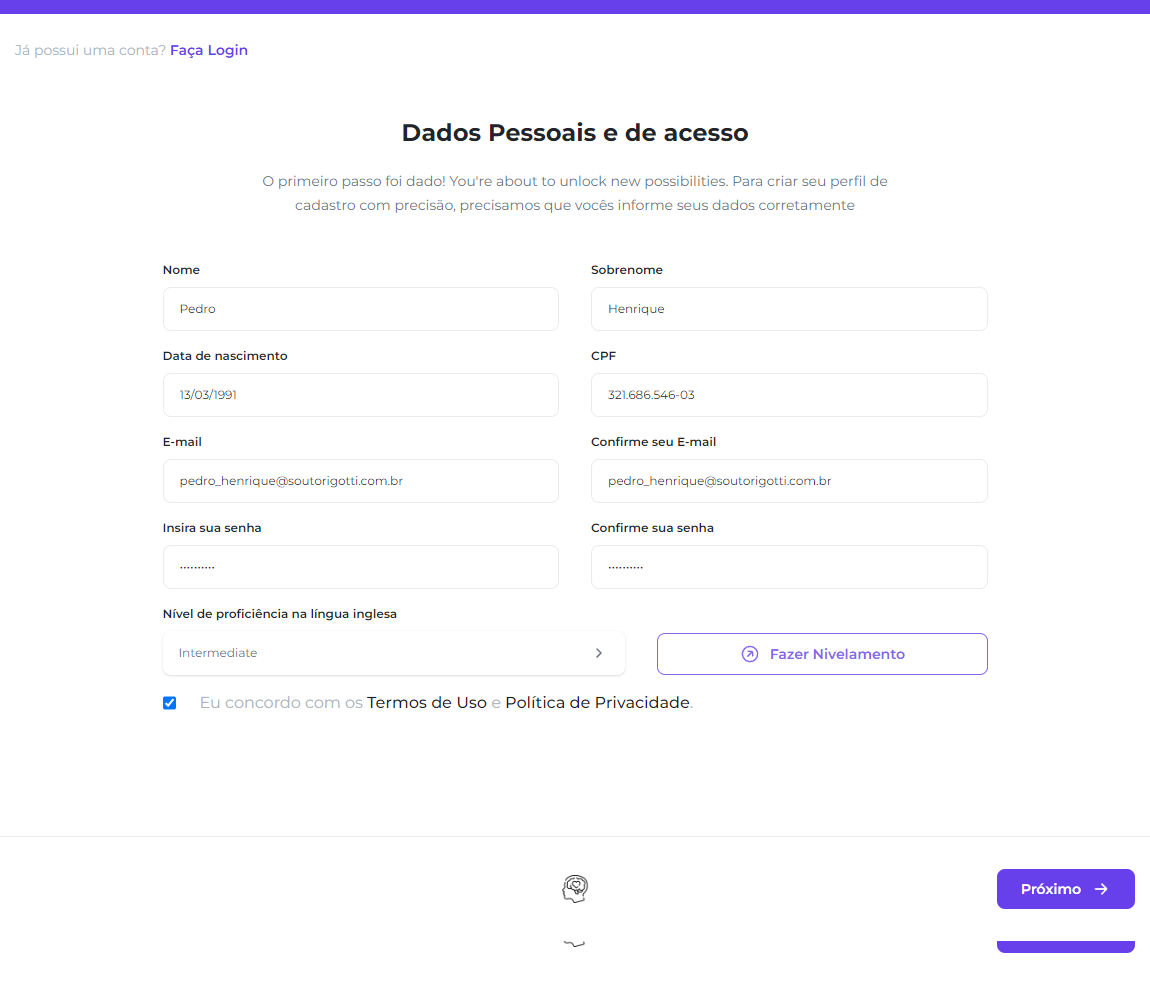 Já possui uma conta? Faça Login
Dados Pessoais e de acesso
O primeiro passo foi dado! You're about to unlock new possibilities. Para criar seu perfil de
cadastro com precisão, precisamos que vocês informe seus dados corretamente
Nome
Sobrenome
Pedro
Henrique
Data de nascimento
CPF
13/03/1991
321.686.546-03
E-mail
Confirme seu E-mail
pedro_henrique@soutorigotti.com.br
pedro_henrique@soutorigotti.com.br
Insira sua senha
Confirme sua senha
••••••••••
••••••••••
Nível de proficiência na língua inglesa
Intermediate
Fazer Nivelamento
Eu concordo com os Termos de Uso e Política de Privacidade.
Próximo